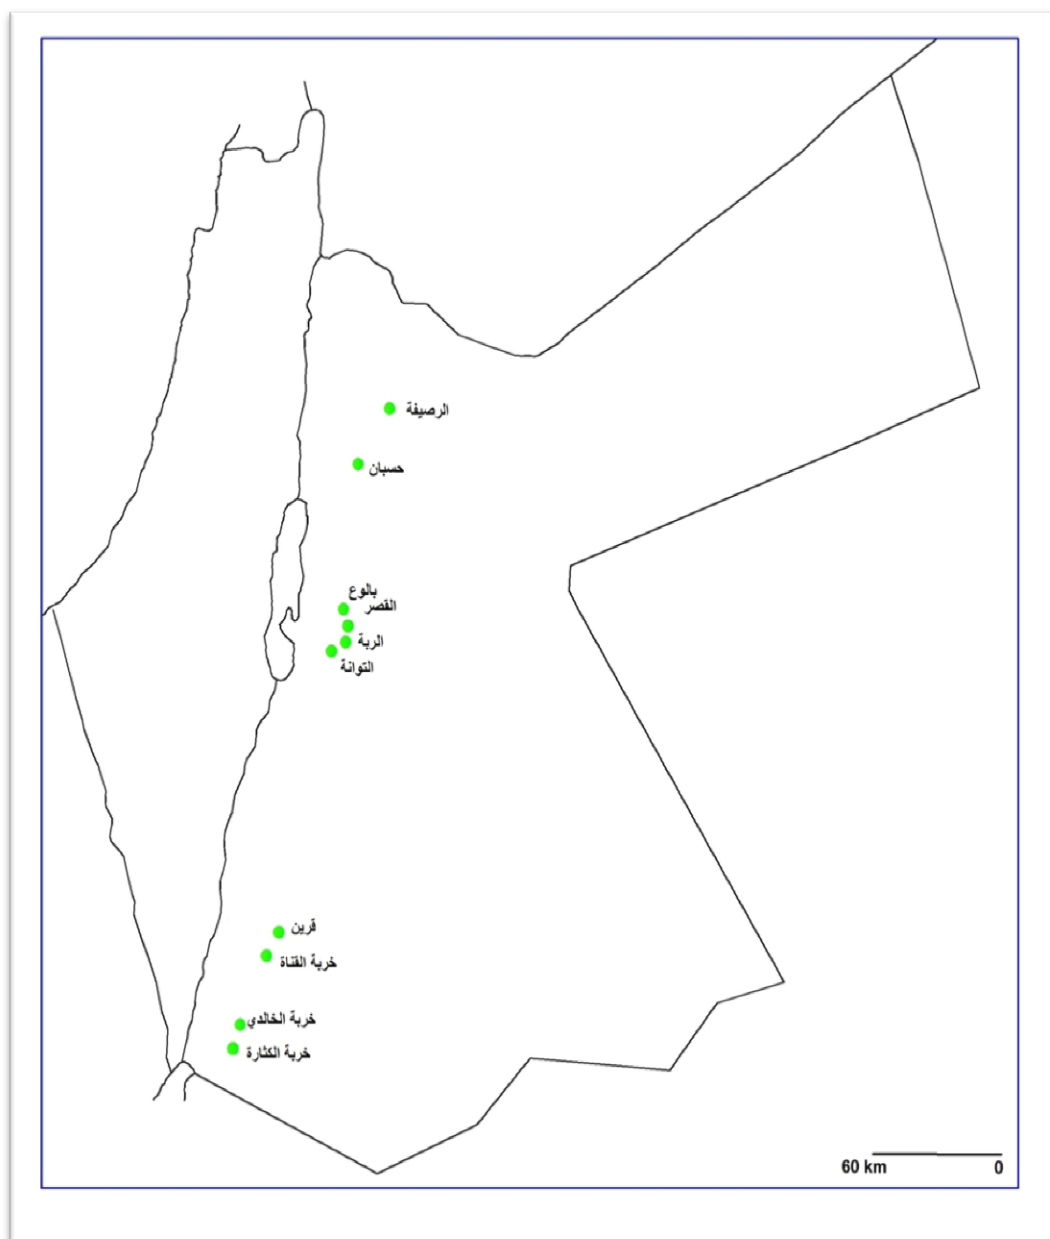 الرصيفة
حسبان
بالوع
القصر
الربة
التوانة
قرين
خربة القناة
خربة الخالدي
خربة الكثارة
60 km 0